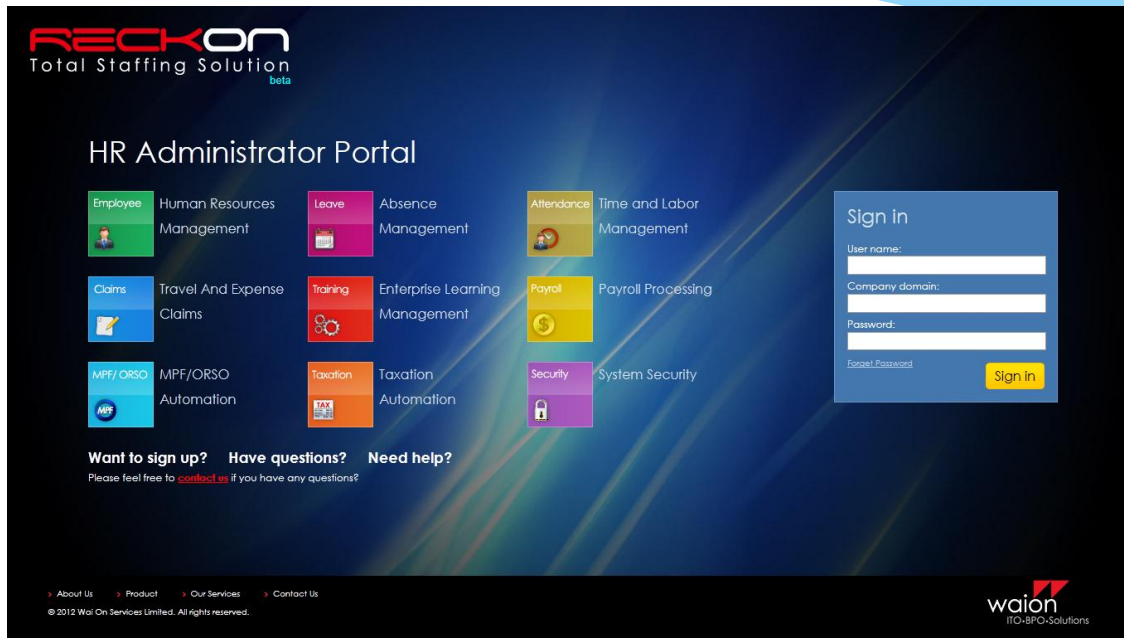 RECKON
Total Staffing Solution
beta
HR Administrator Portal
Employee
Human Resources
Management
Leave
Absence
Management
Attendance
Time and Labor
Management
Claims
Travel And Expense
Claims
Training
Enterprise Learning
Management
Payroll
$
Payroll Processing
MPF/ ORSO
MPF
MPF/ORSO
Automation
Taxation
TAX
Taxation
Automation
Security
System Security
Sign in
User name:
Company domain:
Password:
Forget Password
Sign in
Want to sign up? Have questions? Need help?
Please feel free to contact us if you have any questions?
> About Us > Product > Our Services > Contact Us
© 2012 Wai On Services Limited. All rights reserved.
waion
ITO•BPO•Solutions